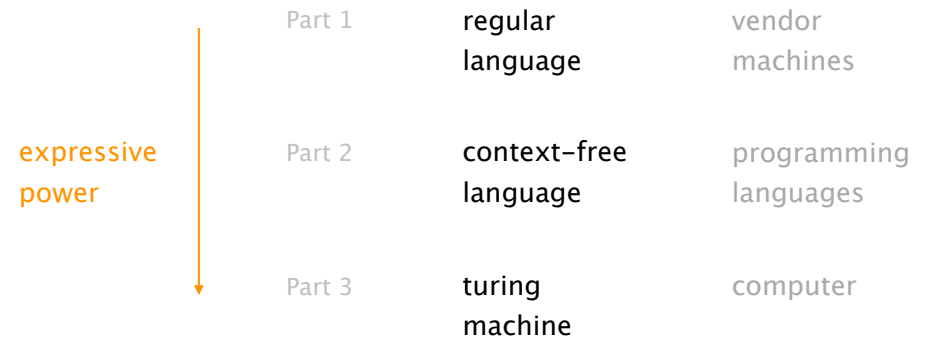 expressive
power
Part 1
regular
language
vendor
machines
Part 2
context-free
language
programming
languages
Part 3
turing
machine
computer